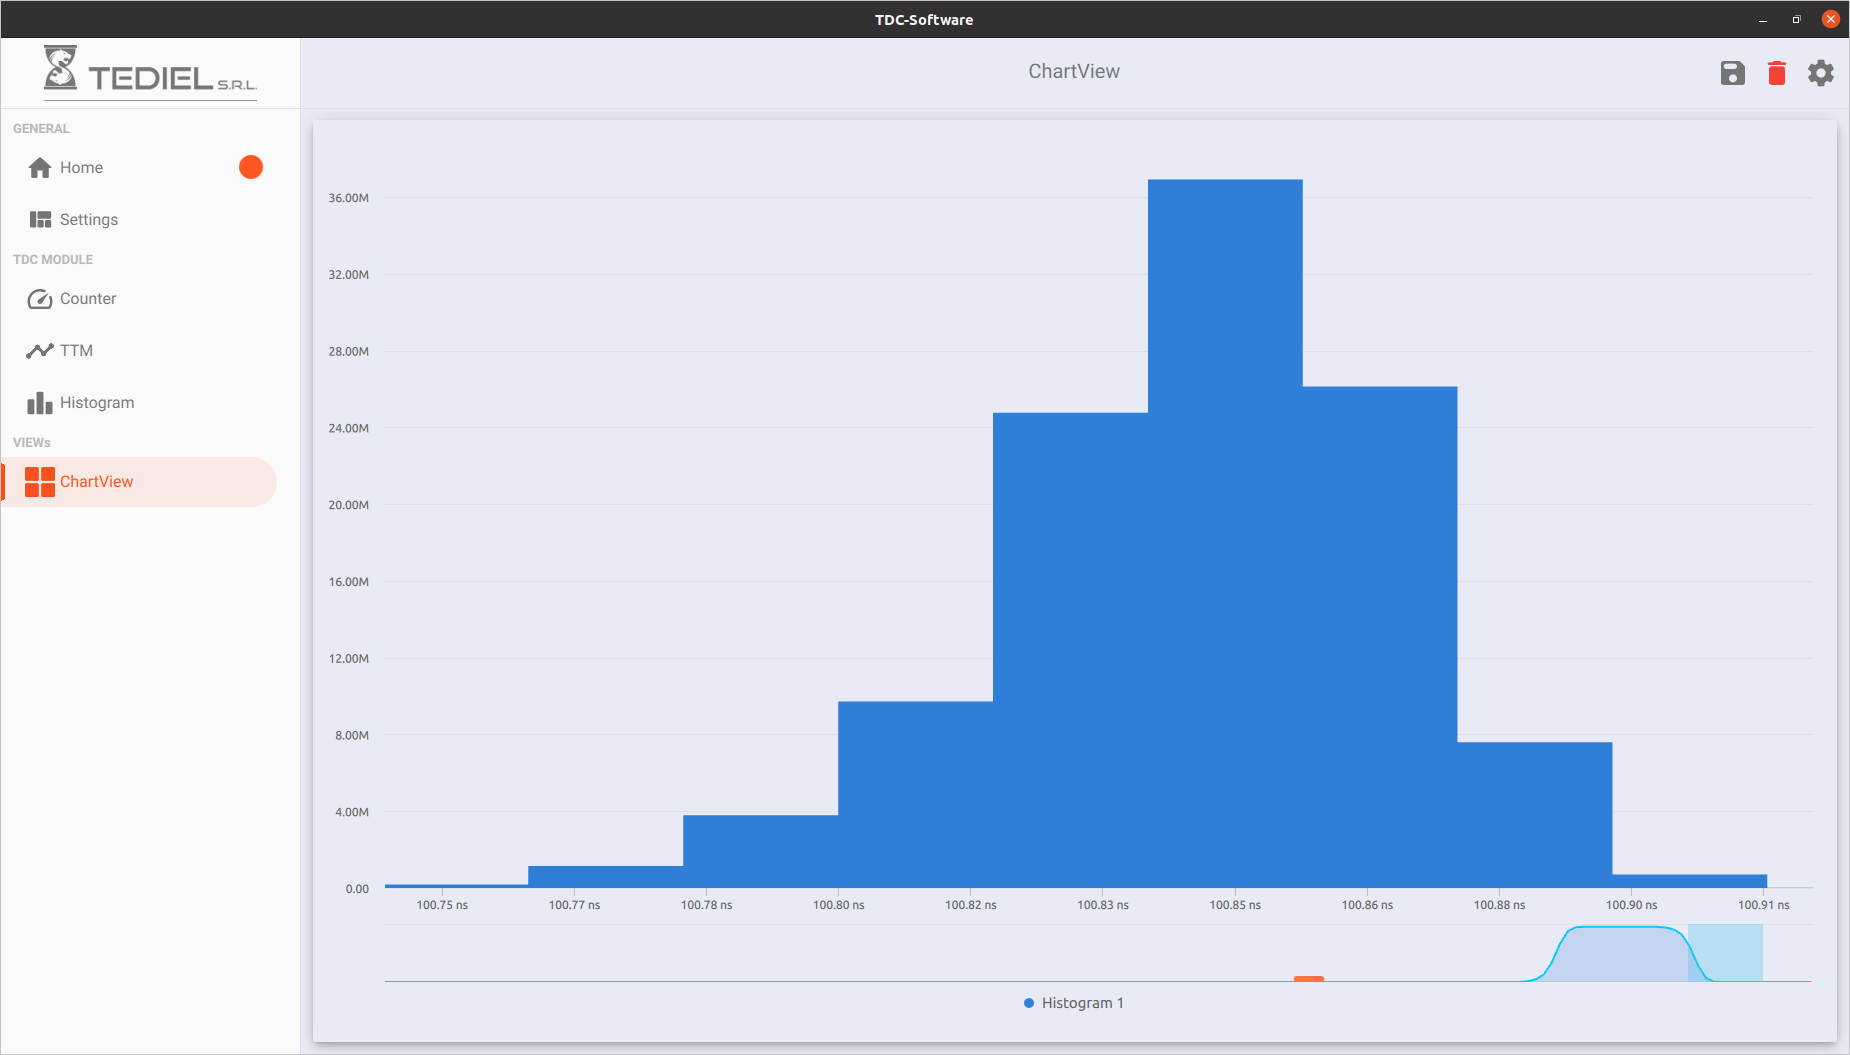 TDC-Software
TEDIEL S.R.L.
ChartView
GENERAL
Home
Settings
TDC MODULE
Counter
TTM
Histogram
VIEWs
ChartView
36.00M
32.00M
28.00M
24.00M
20.00M
16.00M
12.00M
8.00M
4.00M
0.00
100.75 ns 100.77 ns 100.78 ns 100.80 ns 100.82 ns 100.83 ns 100.85 ns 100.86 ns 100.88 ns 100.90 ns 100.91 ns
Histogram 1